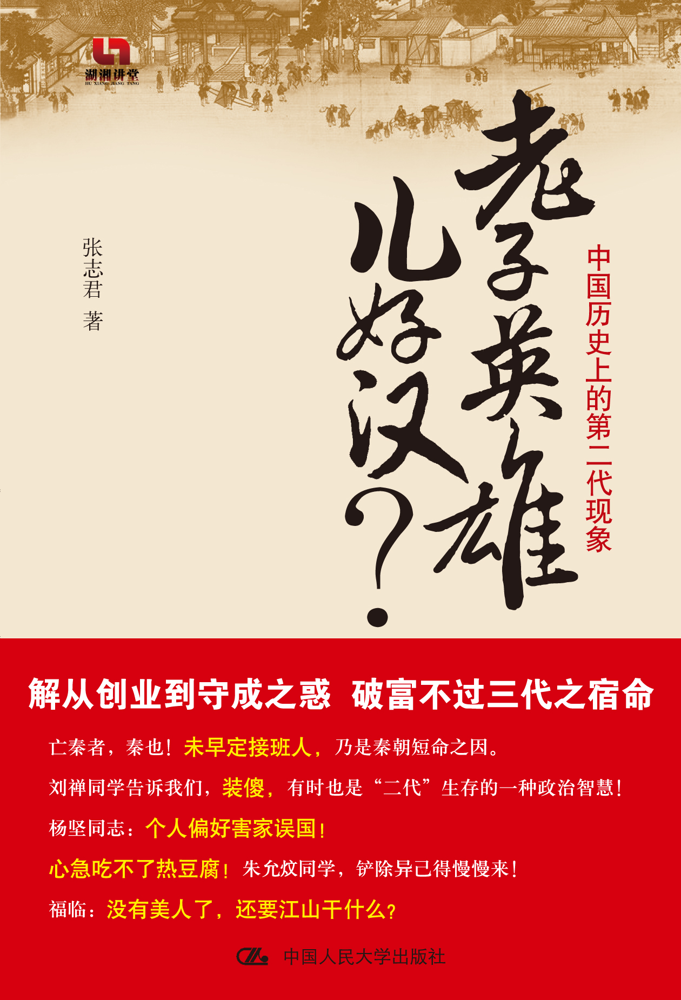 湖湘讲堂
HU XIANG JIANG TANG
中国历史上的第二代现象
老子英雄
儿好汉？
张志君 著
解从创业到守成之惑 破富不过三代之宿命
亡秦者，秦也！未早定接班人，乃是秦朝短命之因。
刘禅同学告诉我们，装傻，有时也是“二代”生存的一种政治智慧！
杨坚同志：个人偏好害家误国！
心急吃不了热豆腐！朱允炆同学，铲除异己得慢慢来！
福临：没有美人了，还要江山干什么？
中国人民大学出版社